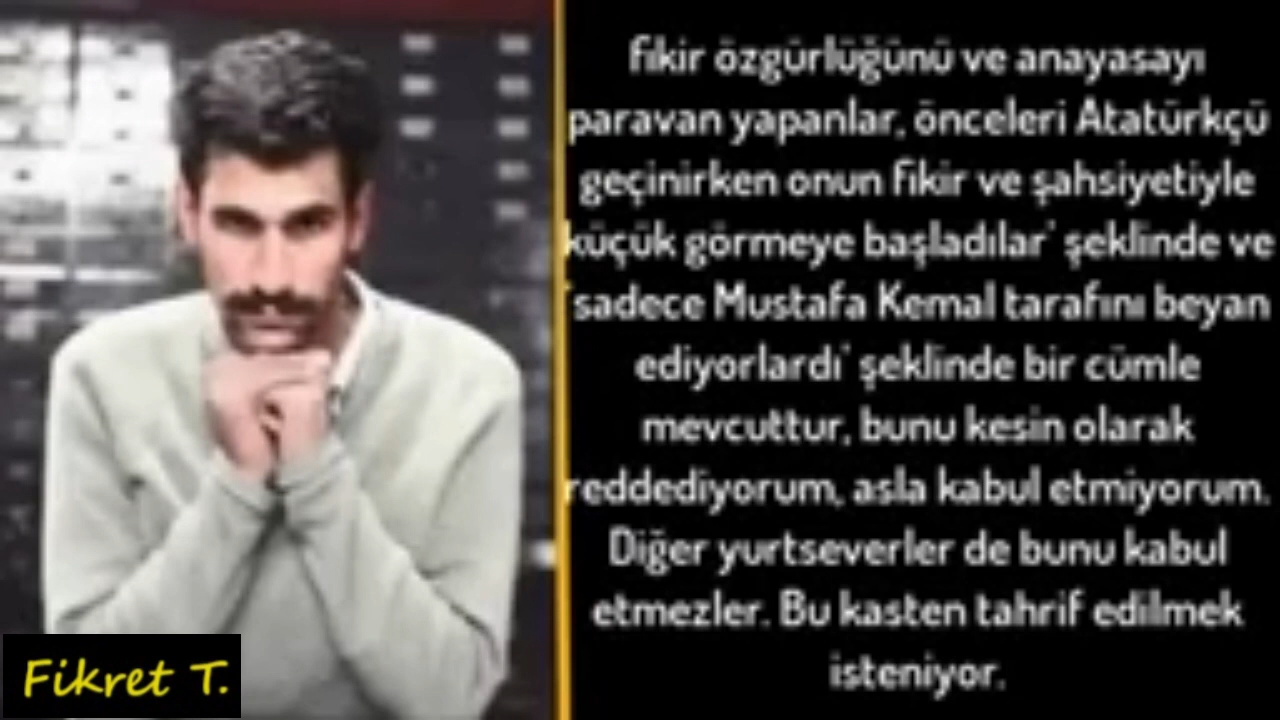 fikir özgürlüğünü ve anayasayı
paravan yapanlar, önceleri Atatürkçü
geçinirken onun fikir ve şahsiyetiyle
küçük görmeye başladılar' şeklinde ve
'sadece Mustafa Kemal tarafını beyan
ediyorlardı' şeklinde bir cümle
mevcuttur, bunu kesin olarak
reddediyorum, asla kabul etmiyorum.
Diğer yurtseverler de bunu kabul
etmezler. Bu kasten tahrif edilmek
isteniyor.
Fikret T.